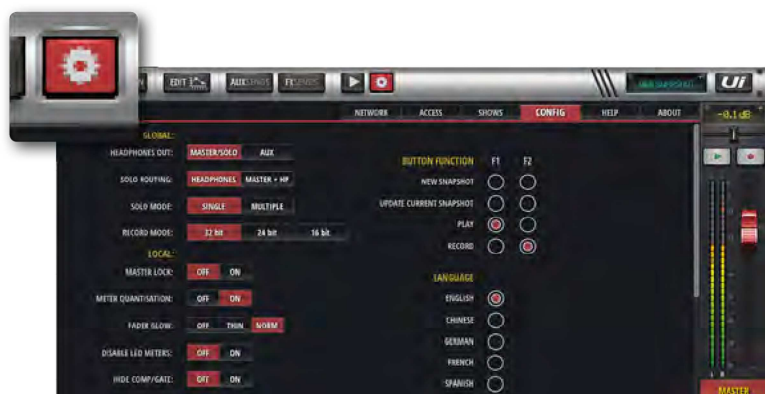 EDIT AUXSENDS FXSENDS Ui
NETWORK ACCESS SHOWS CONFIG HELP ABOUT -0.1 dB
GLOBAL:
HEADPHONES OUT: MASTER/SOLO AUX
SOLO ROUTING: HEADPHONES MASTER + HP
SOLO MODE: SINGLE MULTIPLE
RECORD MODE: 32 bit 24 bit 16 bit
LOCAL:
MASTER LOCK: OFF ON
METER QUANTISATION: OFF ON
FADER GLOW: OFF THIN NORM
DISABLE LED METERS: OFF ON
HIDE COMP/GATE: OFF ON
BUTTON FUNCTION F1 F2
NEW SNAPSHOT
UPDATE CURRENT SNAPSHOT
PLAY
RECORD
LANGUAGE
ENGLISH
CHINESE
GERMAN
FRENCH
SPANISH
L R
MASTER